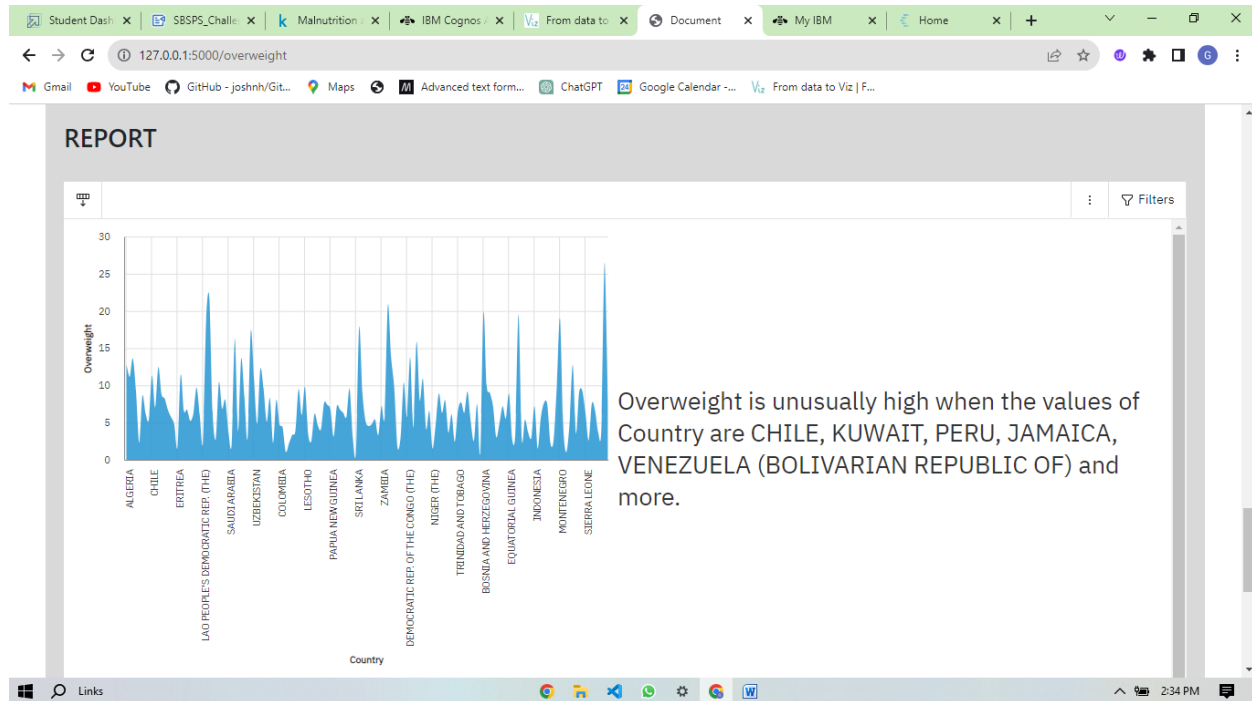 Student Dash
SBSPS_Challe
Malnutrition
IBM Cognos
From data to
Document
My IBM
Home
127.0.0.1:5000/overweight
G
Gmail
YouTube
GitHub - joshnh/Git...
Maps
Advanced text form...
ChatGPT
Google Calendar -...
From data to Viz | F...
REPORT
Filters
30
25
20
15
10
5
0
Overweight
ALGERIA
CHILE
ERITREA
LAO PEOPLE'S DEMOCRATIC REP. (THE)
SAUDI ARABIA
UZBEKISTAN
COLOMBIA
LESOTHO
PAPUA NEW GUINEA
SRI LANKA
ZAMBIA
DEMOCRATIC REP. OF THE CONGO (THE)
NIGER (THE)
TRINIDAD AND TOBAGO
BOSNIA AND HERZEGOVINA
EQUATORIAL GUINEA
INDONESIA
MONTENEGRO
SIERRA LEONE
Country
Overweight is unusually high when the values of
Country are CHILE, KUWAIT, PERU, JAMAICA,
VENEZUELA (BOLIVARIAN REPUBLIC OF) and
more.
Links
2:34 PM